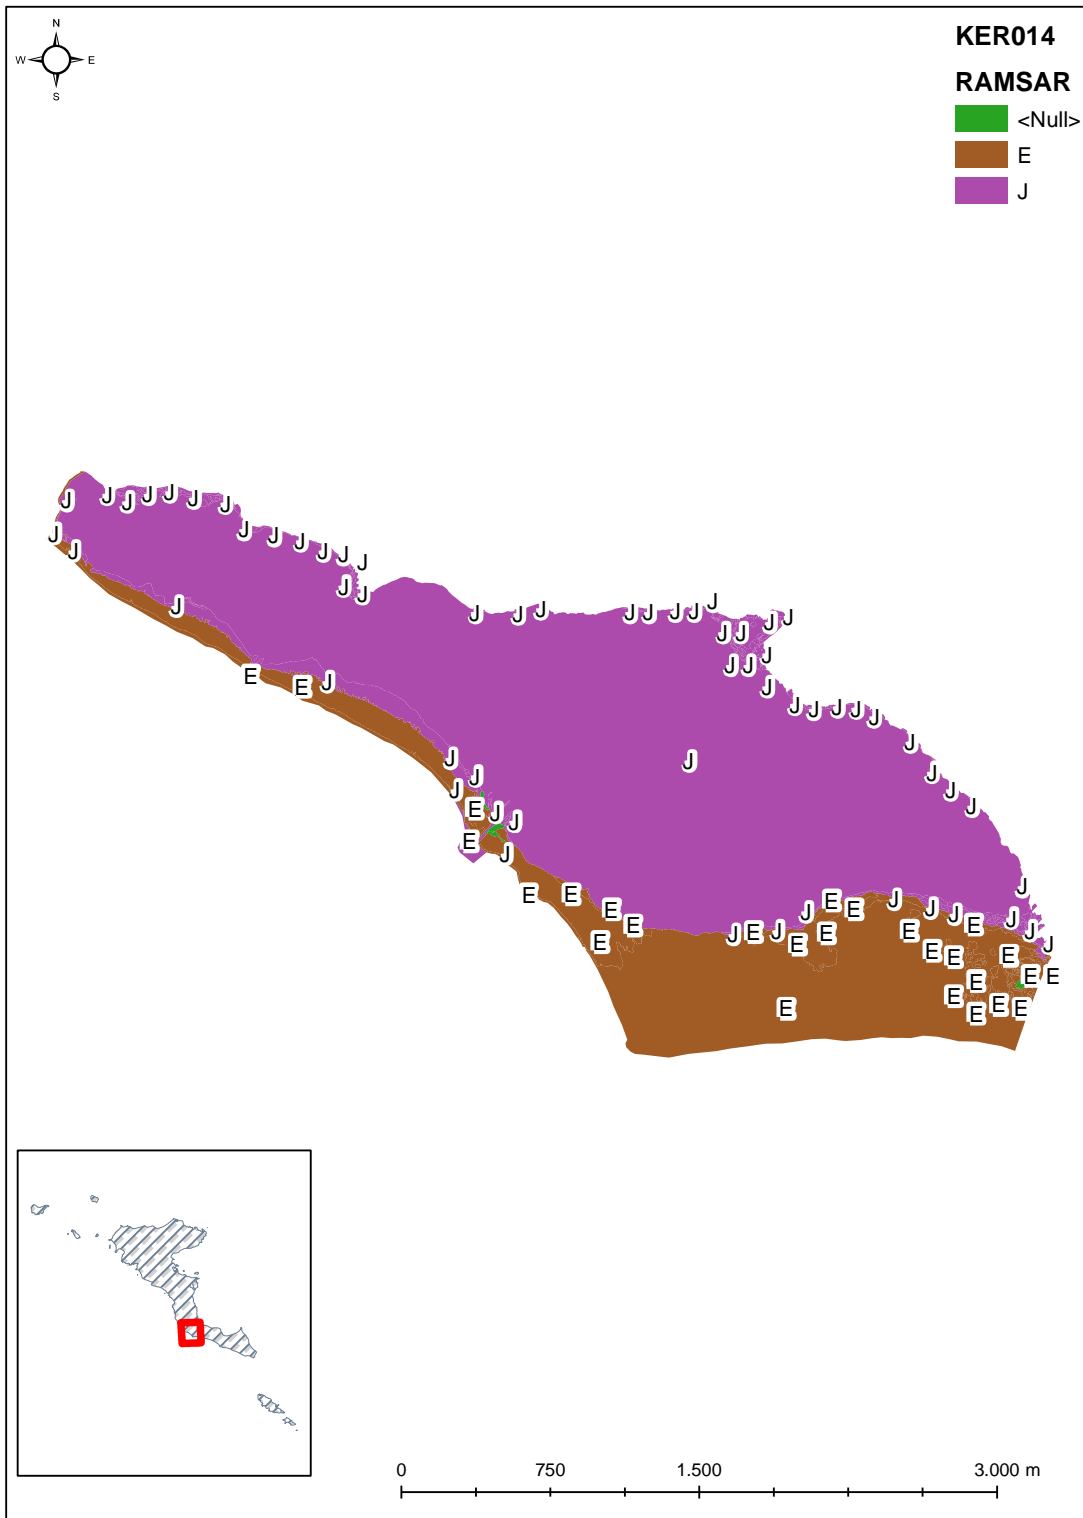 N
W E
S
KER014
RAMSAR
<Null>
E
J
J J J J J J J
J J J J J J J
J J J J
J J J J J J J J J J J
J J J J
J J J
E E J
J J J J J
J
J
J J J J
J J
E J J
E J
E E J
E E E E J J J J E J
E J E J E E E E E J J
E E E E E E
E E E E E
E
0 750 1.500 3.000 m